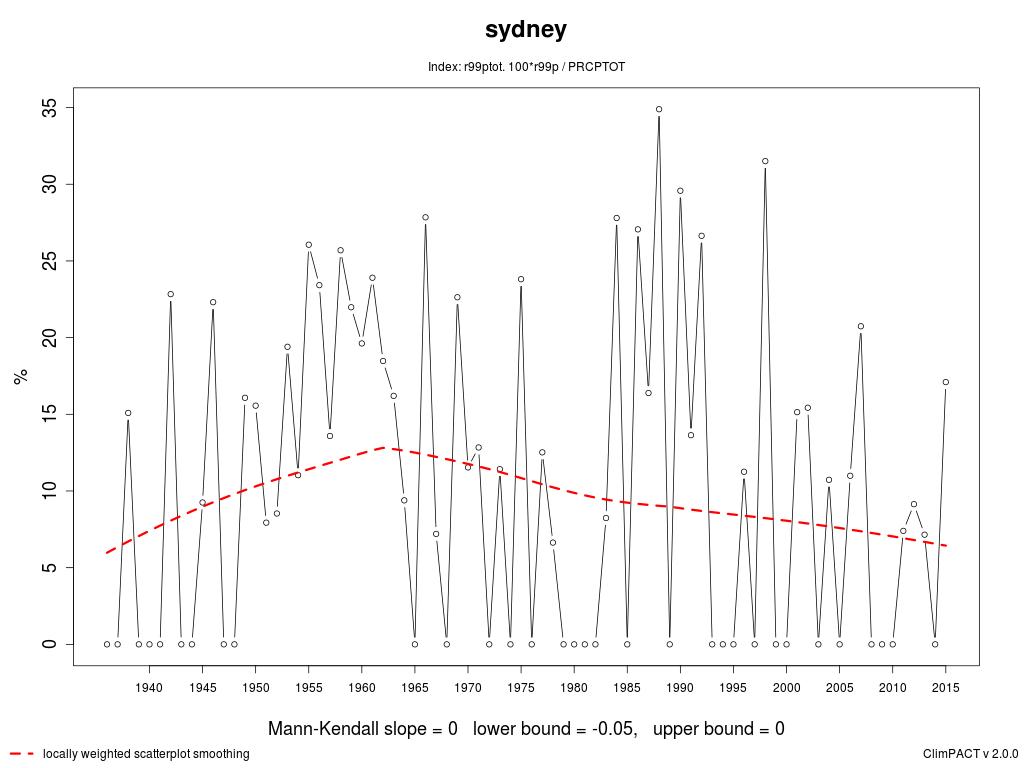 sydney
Index: r99ptot. 100*r99p / PRCPTOT
35
30
25
20
15
10
5
0
%
1940 1945 1950 1955 1960 1965 1970 1975 1980 1985 1990 1995 2000 2005 2010 2015
Mann-Kendall slope = 0 lower bound = -0.05, upper bound = 0
locally weighted scatterplot smoothing
ClimPACT v 2.0.0